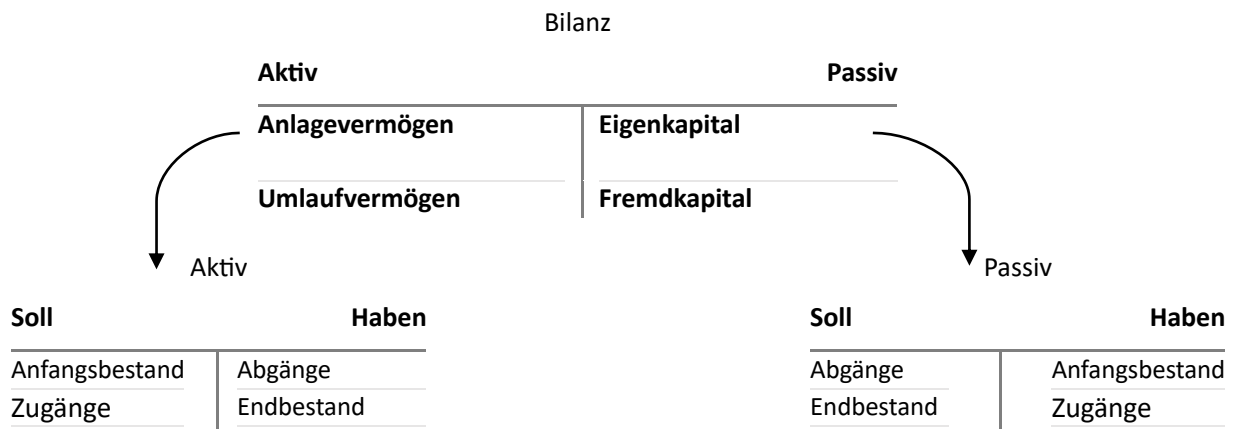 Bilanz
Aktiv Passiv
Anlagevermögen Eigenkapital
Umlaufvermögen Fremdkapital
Aktiv Passiv
Soll Haben Soll Haben
Anfangsbestand Abgänge Abgänge Anfangsbestand
Zugänge Endbestand Endbestand Zugänge